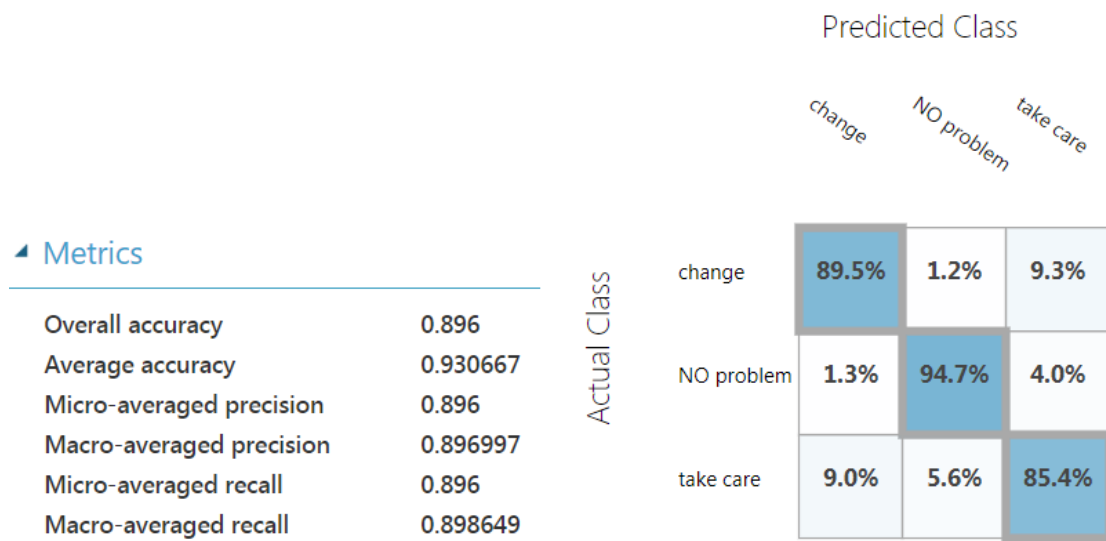 Predicted Class
change NO problem take care
Metrics
Overall accuracy 0.896
Average accuracy 0.930667
Micro-averaged precision 0.896
Macro-averaged precision 0.896997
Micro-averaged recall 0.896
Macro-averaged recall 0.898649
Actual Class
change 89.5% 1.2% 9.3%
NO problem 1.3% 94.7% 4.0%
take care 9.0% 5.6% 85.4%